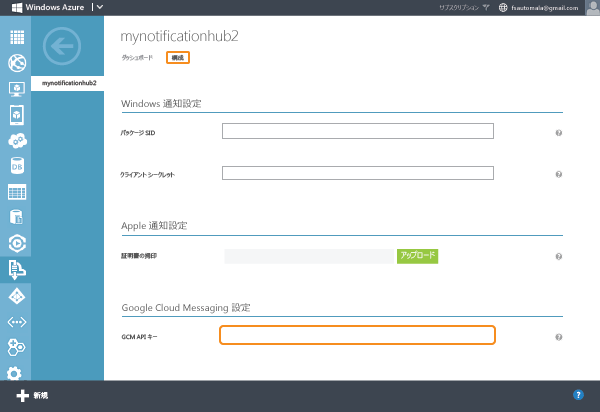 Windows Azure
サブスクリプション
fsautomala@gmail.com
mynotificationhub2
mynotificationhub2
ダッシュボード 構成
Windows 通知設定
パッケージ SID
?
クライアント シークレット
?
Apple 通知設定
証明書の拇印
アップロード
?
Google Cloud Messaging 設定
GCM API キー
?
DB
新規
?